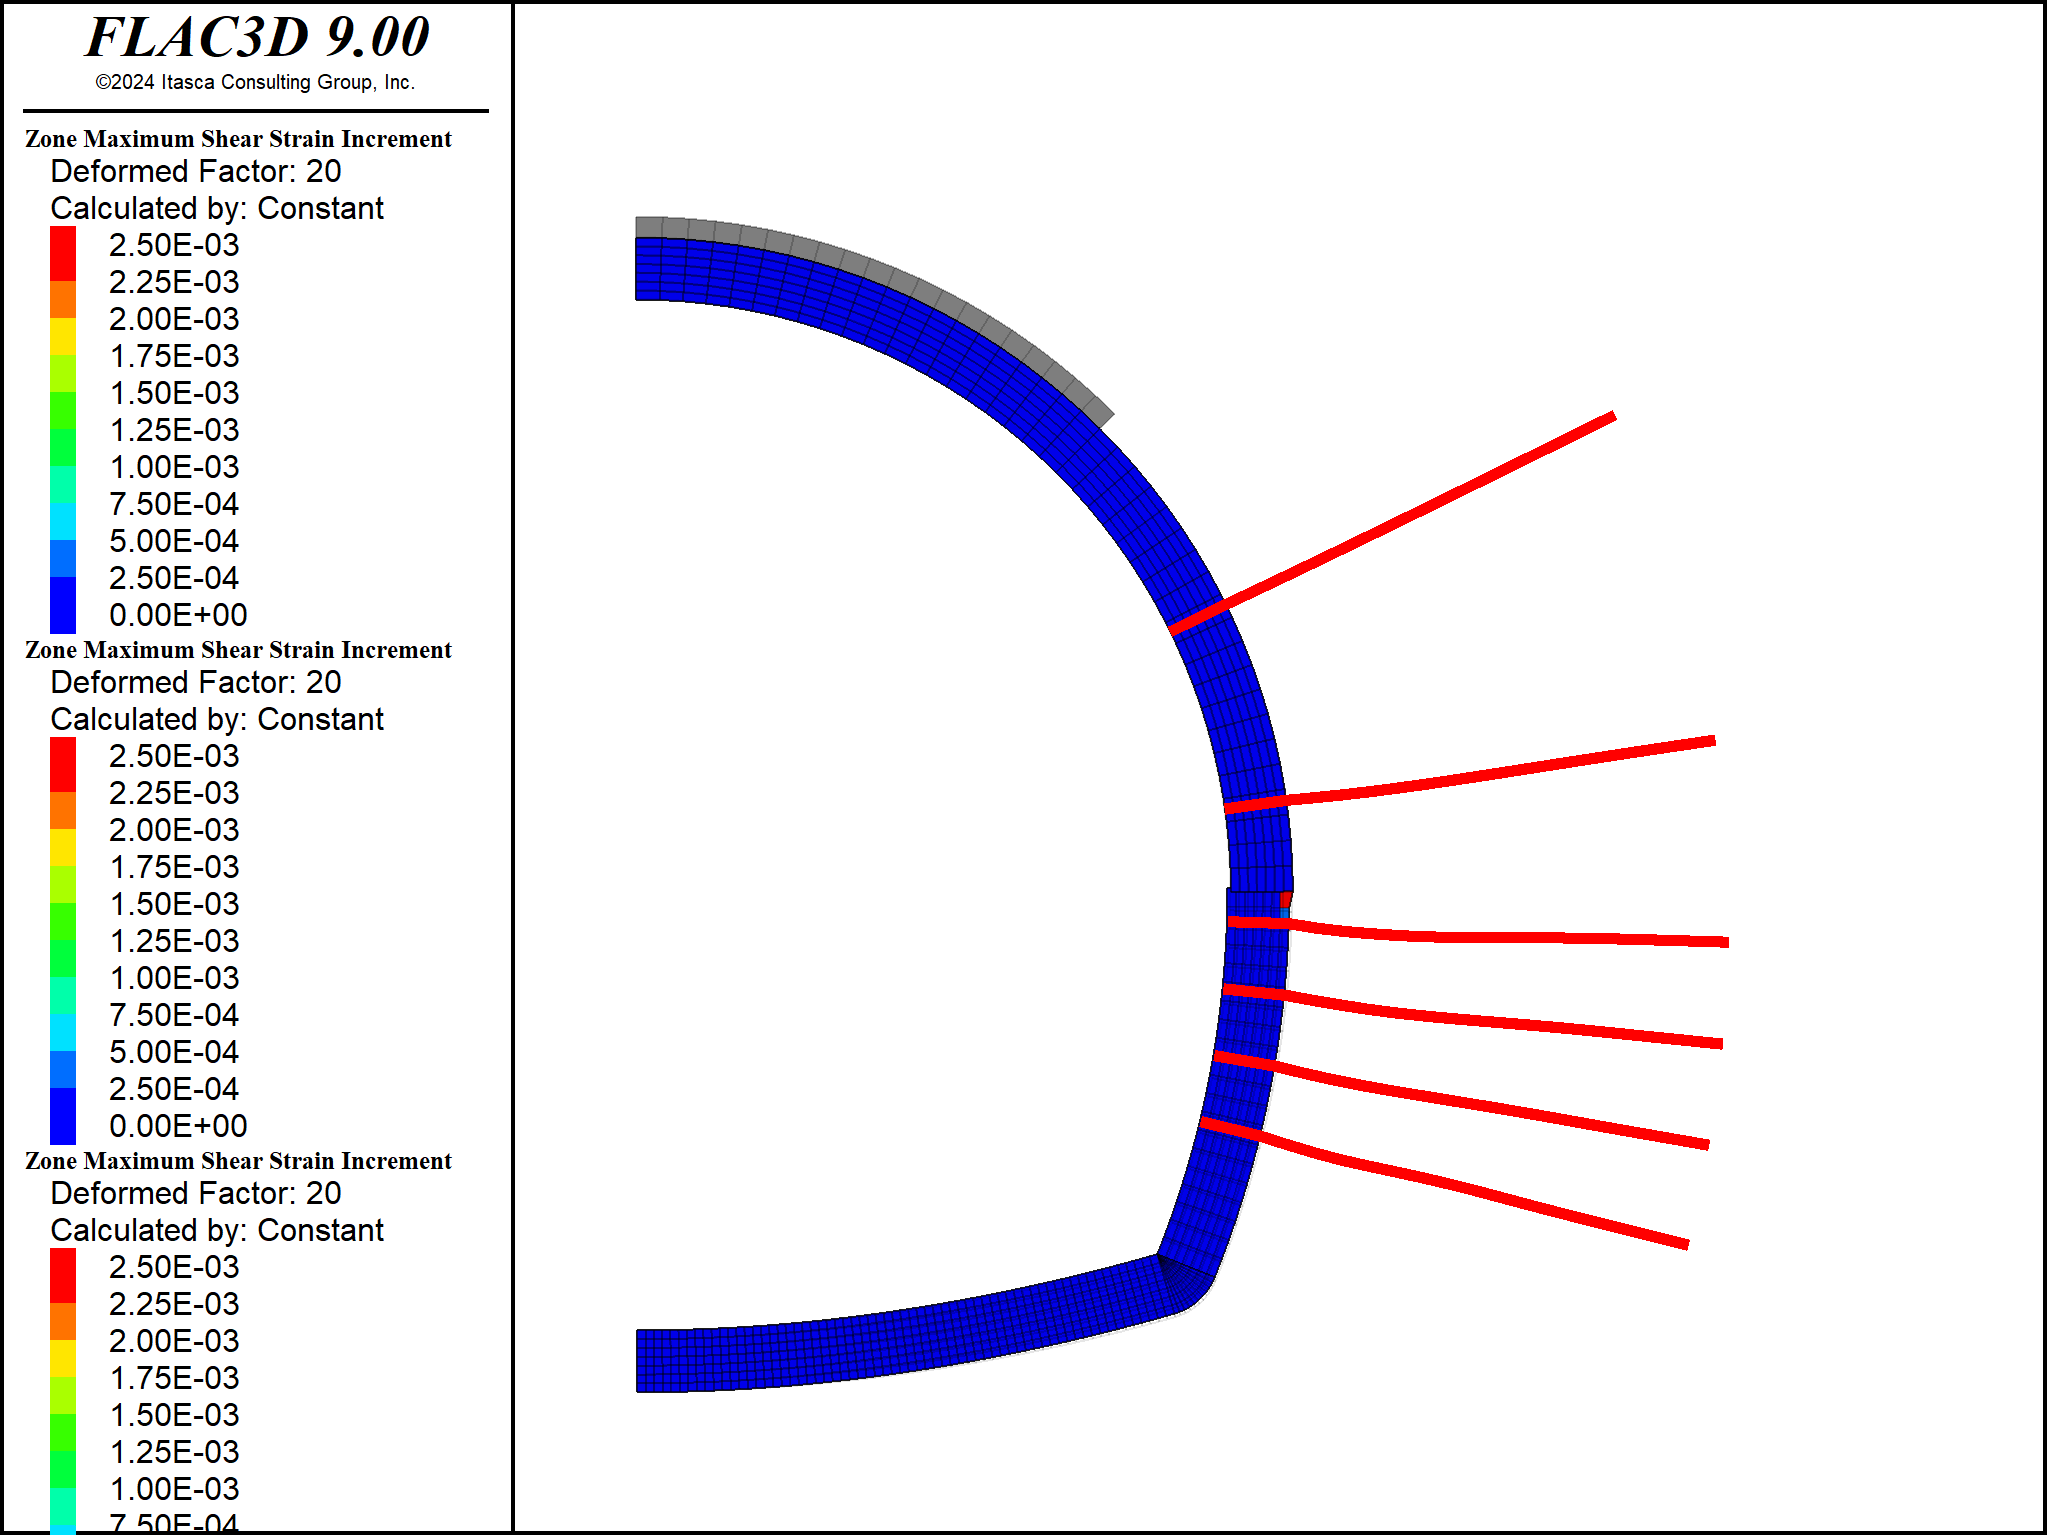 FLAC3D 9.00
©2024 Itasca Consulting Group, Inc.
Zone Maximum Shear Strain Increment
Deformed Factor: 20
Calculated by: Constant
2.50E-03
2.25E-03
2.00E-03
1.75E-03
1.50E-03
1.25E-03
1.00E-03
7.50E-04
5.00E-04
2.50E-04
0.00E+00
Zone Maximum Shear Strain Increment
Deformed Factor: 20
Calculated by: Constant
2.50E-03
2.25E-03
2.00E-03
1.75E-03
1.50E-03
1.25E-03
1.00E-03
7.50E-04
5.00E-04
2.50E-04
0.00E+00
Zone Maximum Shear Strain Increment
Deformed Factor: 20
Calculated by: Constant
2.50E-03
2.25E-03
2.00E-03
1.75E-03
1.50E-03
1.25E-03
1.00E-03
7.50E-04